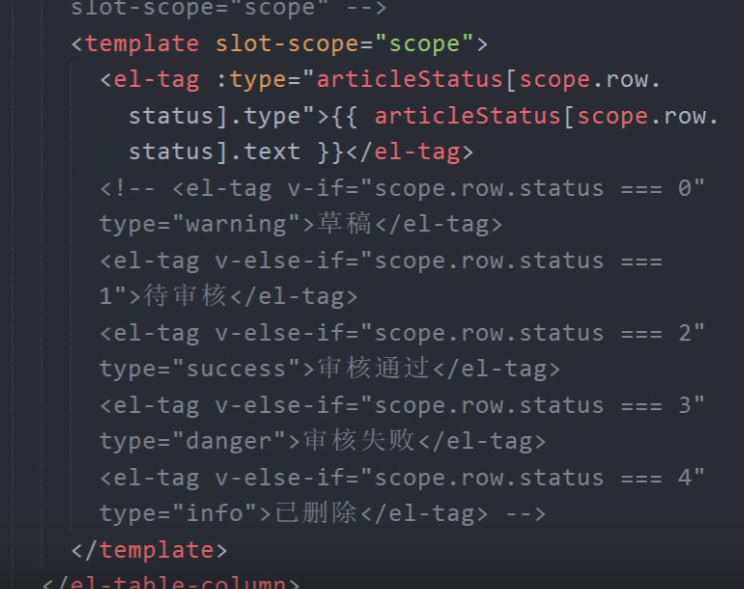 slot-scope="scope" -->
<template slot-scope="scope">
<el-tag :type="articleStatus[scope.row.
status].type">{{ articleStatus[scope.row.
status].text }}</el-tag>
<!-- <el-tag v-if="scope.row.status === 0"
type="warning">草稿</el-tag>
<el-tag v-else-if="scope.row.status ===
1">待审核</el-tag>
<el-tag v-else-if="scope.row.status === 2"
type="success">审核通过</el-tag>
<el-tag v-else-if="scope.row.status === 3"
type="danger">审核失败</el-tag>
<el-tag v-else-if="scope.row.status === 4"
type="info">已删除</el-tag> -->
</template>
</el-table-column>